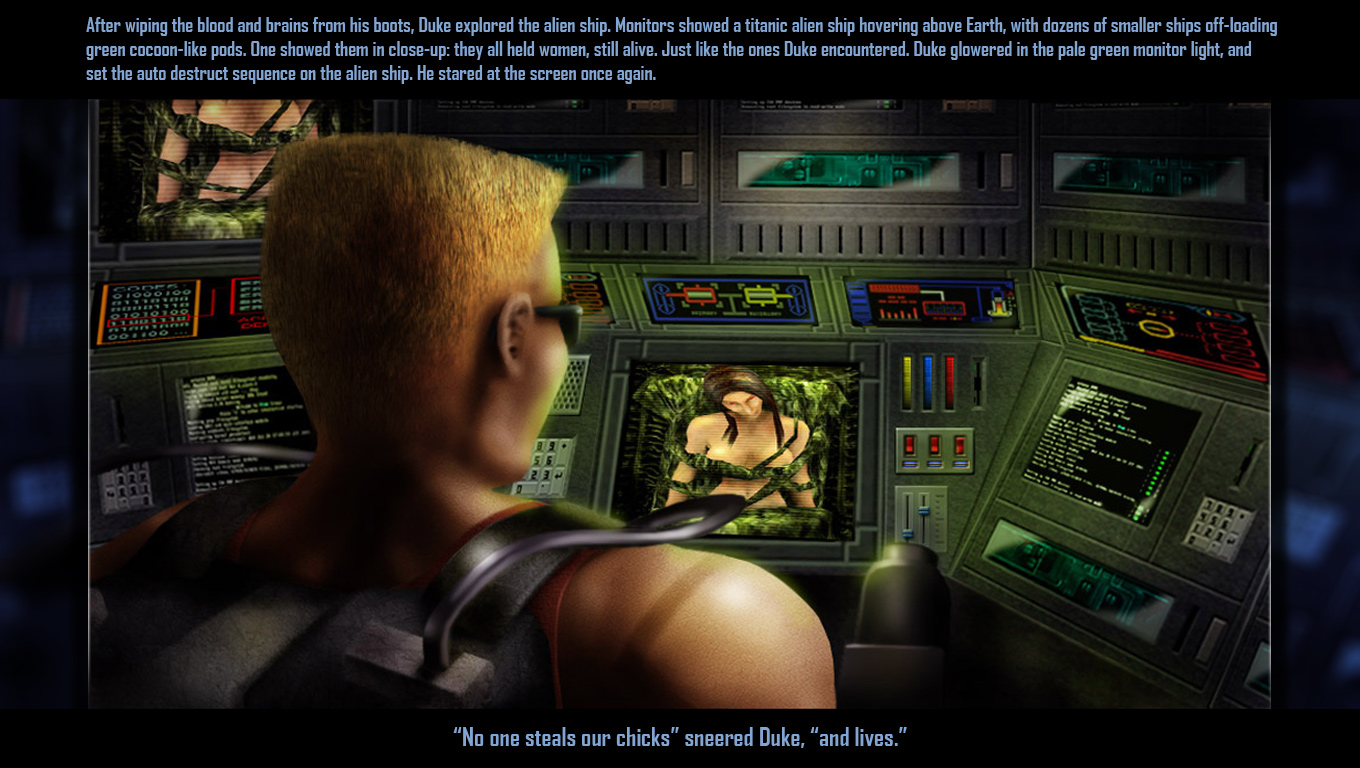 After wiping the blood and brains from his boots, Duke explored the alien ship. Monitors showed a titanic alien ship hovering above Earth, with dozens of smaller ships off-loading
green cocoon-like pods. One showed them in close-up: they all held women, still alive. Just like the ones Duke encountered. Duke glowered in the pale green monitor light, and
set the auto destruct sequence on the alien ship. He stared at the screen once again.
“No one steals our chicks” sneered Duke, “and lives.”